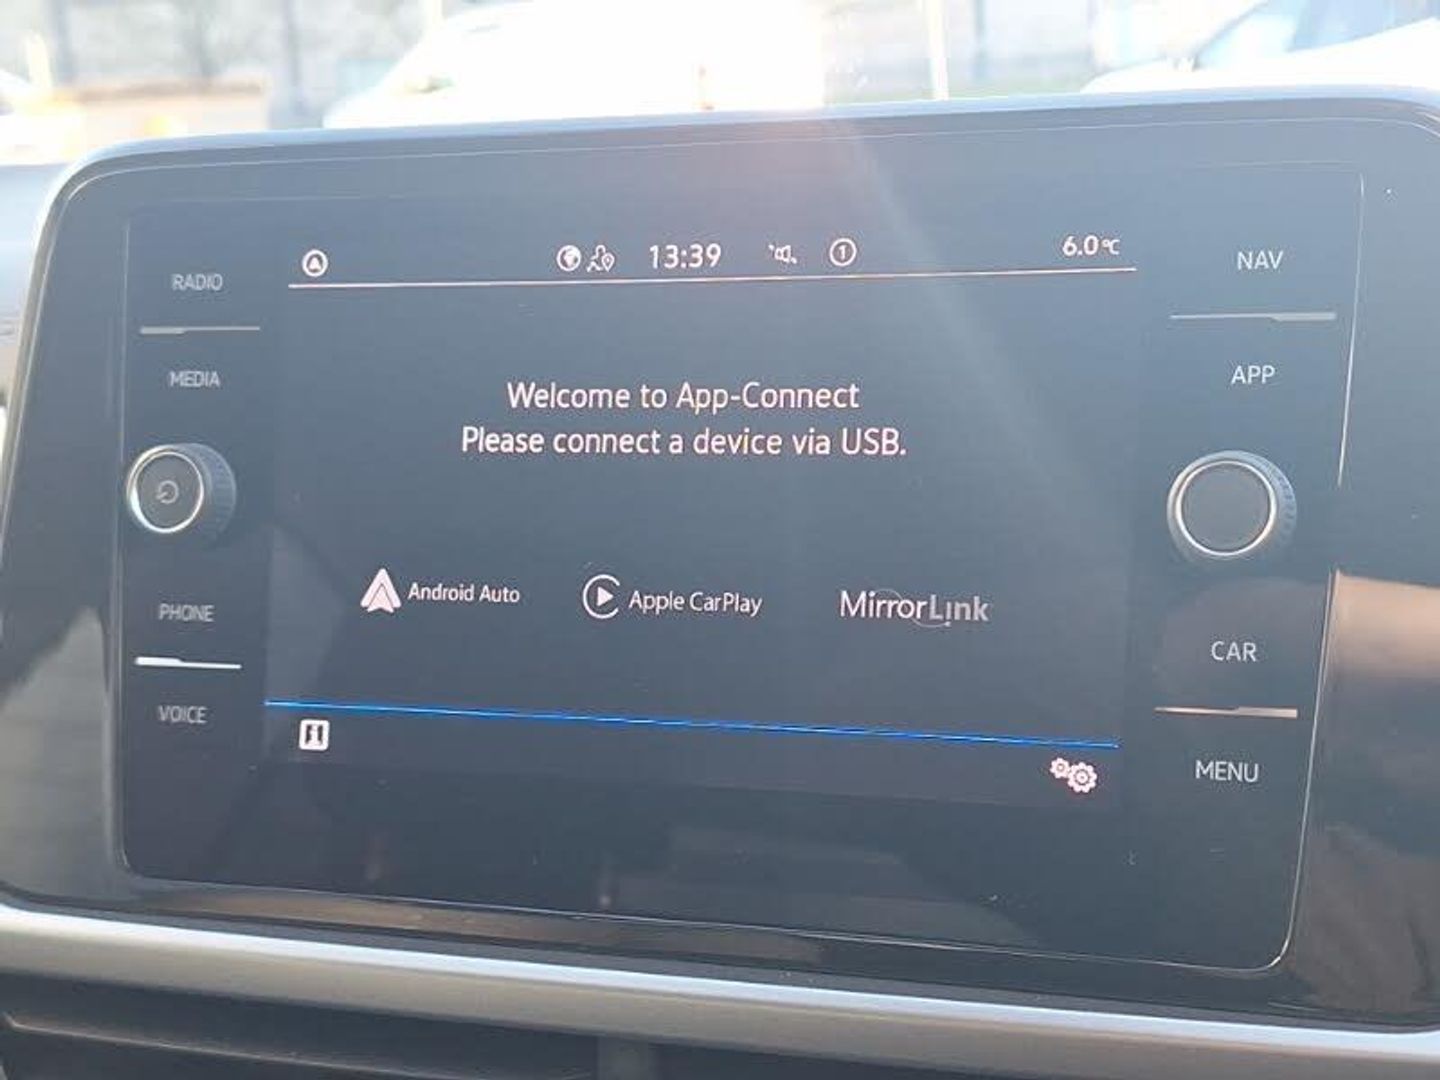 RADIO
MEDIA
PHONE
VOICE
13:39
1
6.0°C
Welcome to App-Connect
Please connect a device via USB.
Android Auto
Apple CarPlay
MirrorLink
NAV
APP
CAR
MENU